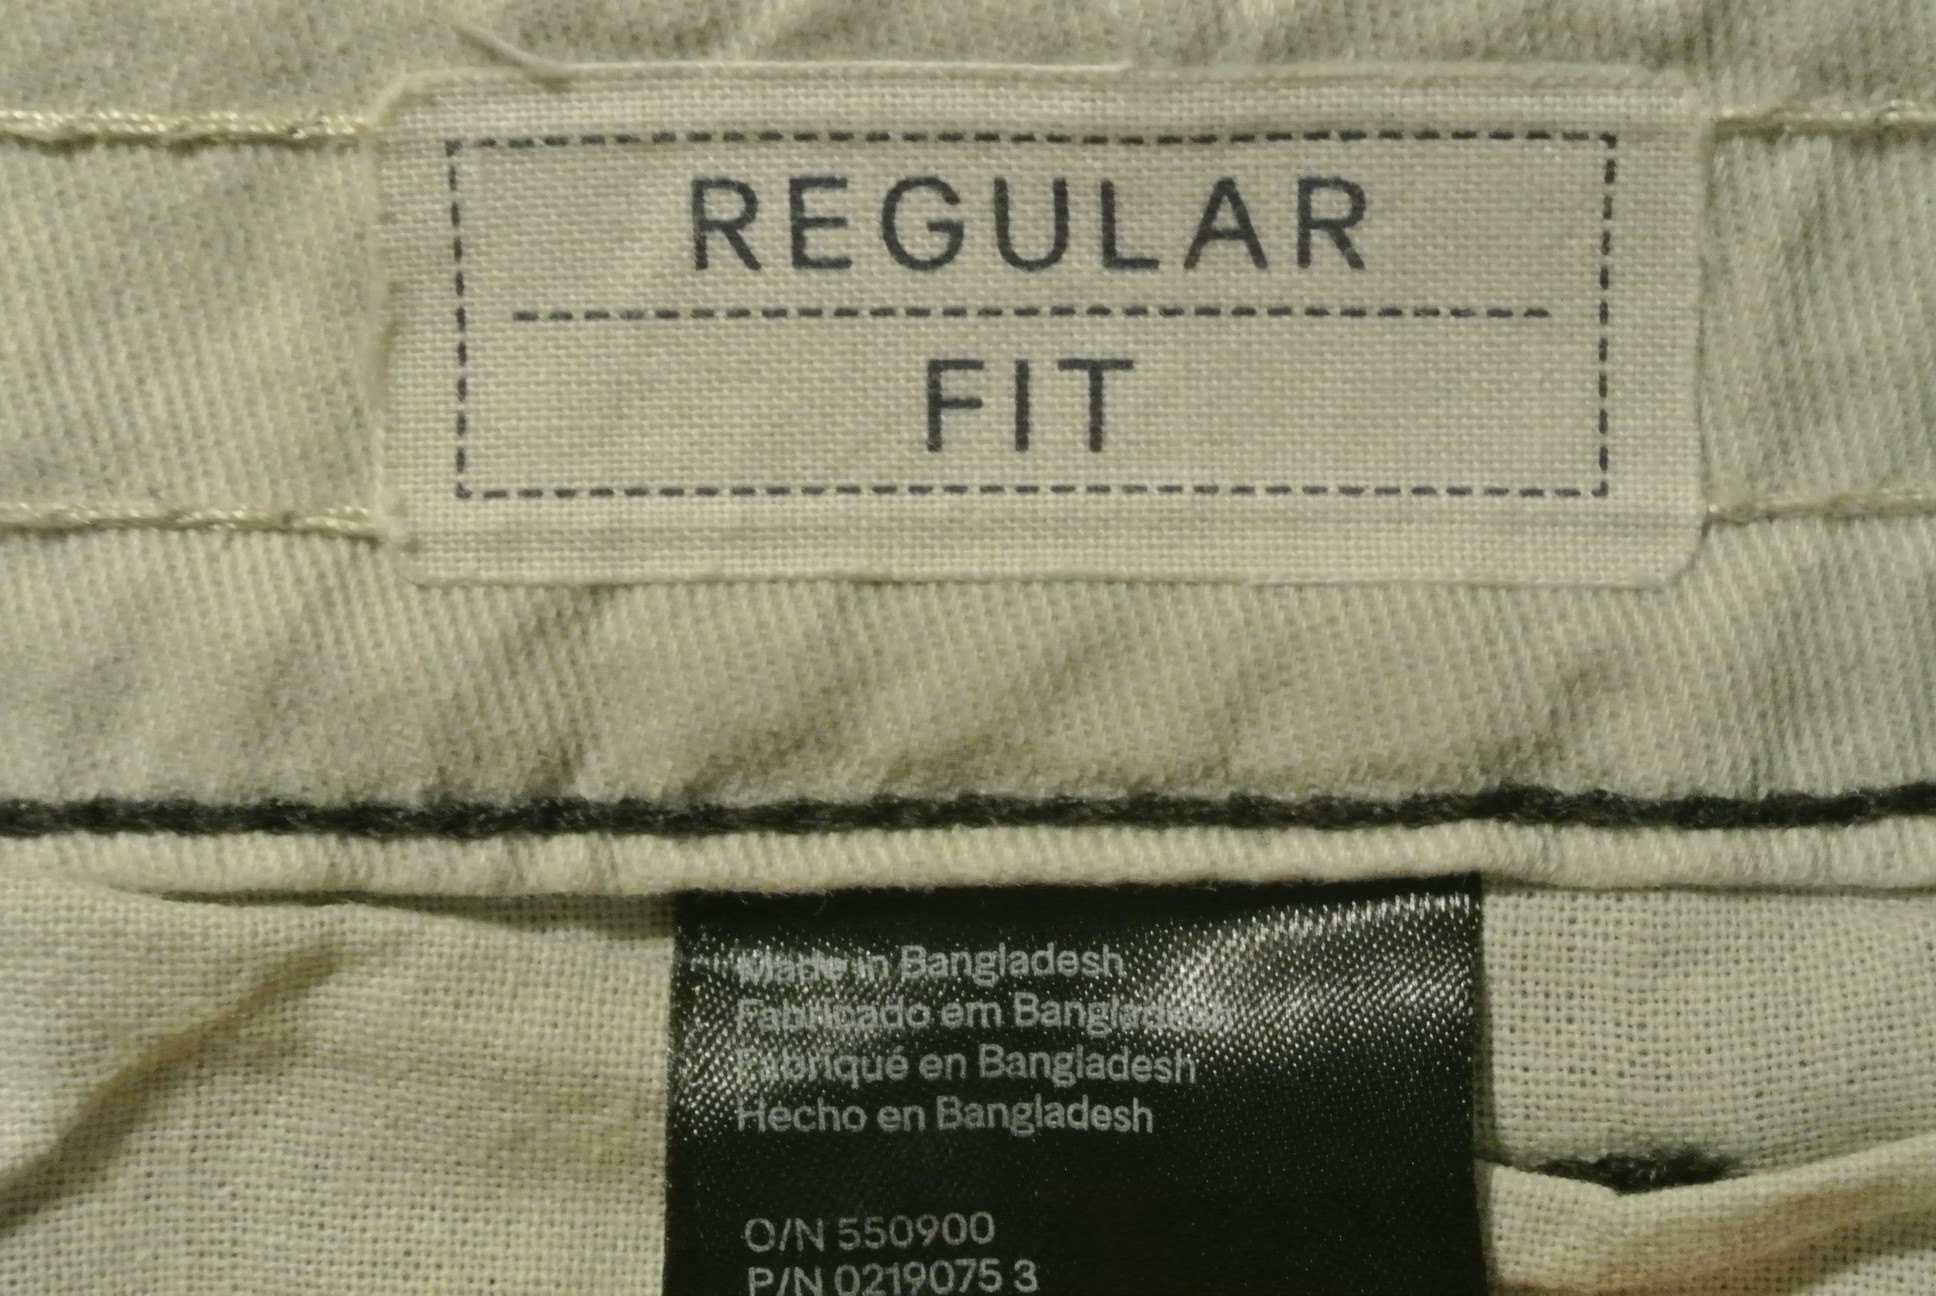 REGULAR
FIT
Made in Bangladesh
Fabricado em Bangladesh
Fabriqué en Bangladesh
Hecho en Bangladesh
O/N 550900
P/N 0219075 3